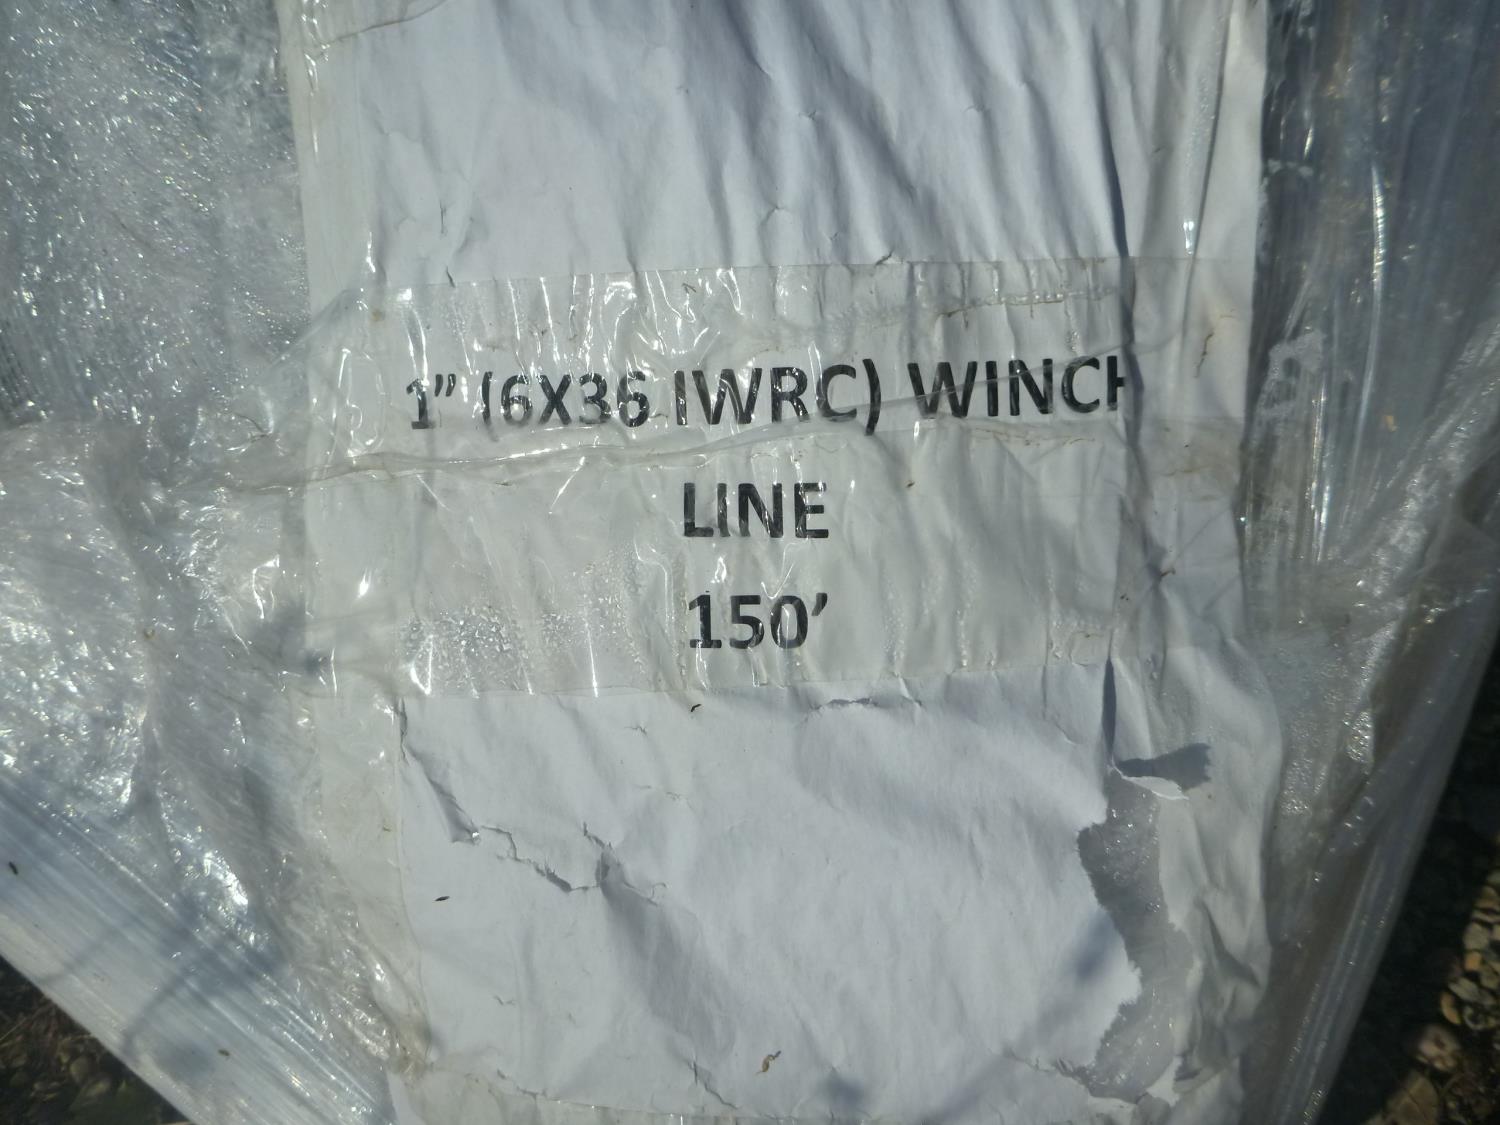 1” (6X36 IWRC) WINCH
LINE
150’